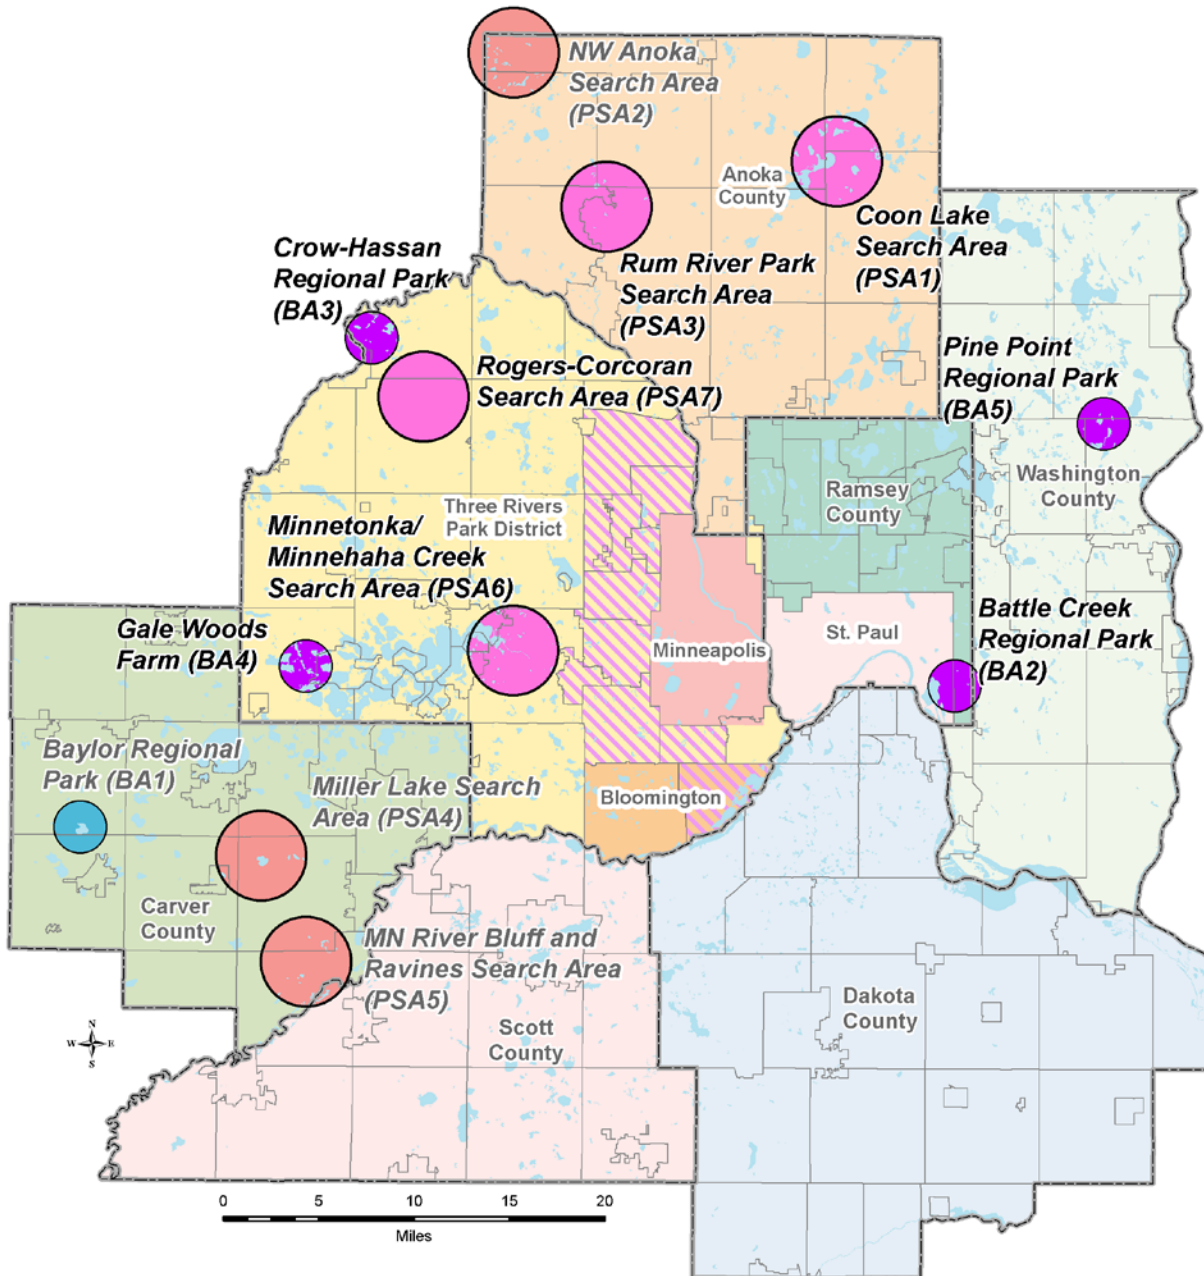 NW Anoka
Search Area
(PSA2)
Anoka
County
Coon Lake
Search Area
(PSA1)
Crow-Hassan
Regional Park
(BA3)
Rum River Park
Search Area
(PSA3)
Pine Point
Regional Park
(BA5)
Rogers-Corcoran
Search Area (PSA7)
Washington
County
Ramsey
County
Three Rivers
Park District
Minnetonka/
Minnehaha Creek
Search Area (PSA6)
Battle Creek
Regional Park
(BA2)
Gale Woods
Farm (BA4)
St. Paul
Minneapolis
Baylor Regional
Park (BA1)
Miller Lake Search
Area (PSA4)
Bloomington
Carver
County
MN River Bluff and
Ravines Search Area
(PSA5)
Dakota
County
Scott
County
N
W E
S
0 5 10 15 20
Miles